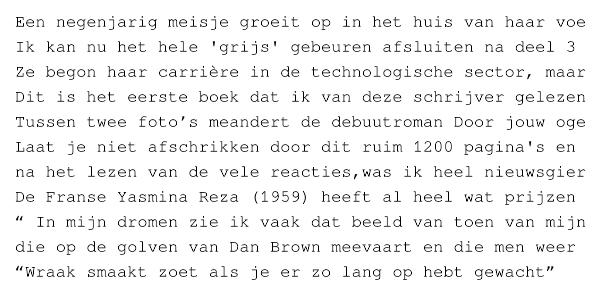 Een negenjarig meisje groeit op in het huis van haar voe
Ik kan nu het hele 'grijs' gebeuren afsluiten na deel 3
Ze begon haar carrière in de technologische sector, maar
Dit is het eerste boek dat ik van deze schrijver gelezen
Tussen twee foto’s meandert de debuutroman Door jouw oge
Laat je niet afschrikken door dit ruim 1200 pagina's en
na het lezen van de vele reacties,was ik heel nieuwsgier
De Franse Yasmina Reza (1959) heeft al heel wat prijzen
“ In mijn dromen zie ik vaak dat beeld van toen van mijn
die op de golven van Dan Brown meevaart en die men weer
“Wraak smaakt zoet als je er zo lang op hebt gewacht”